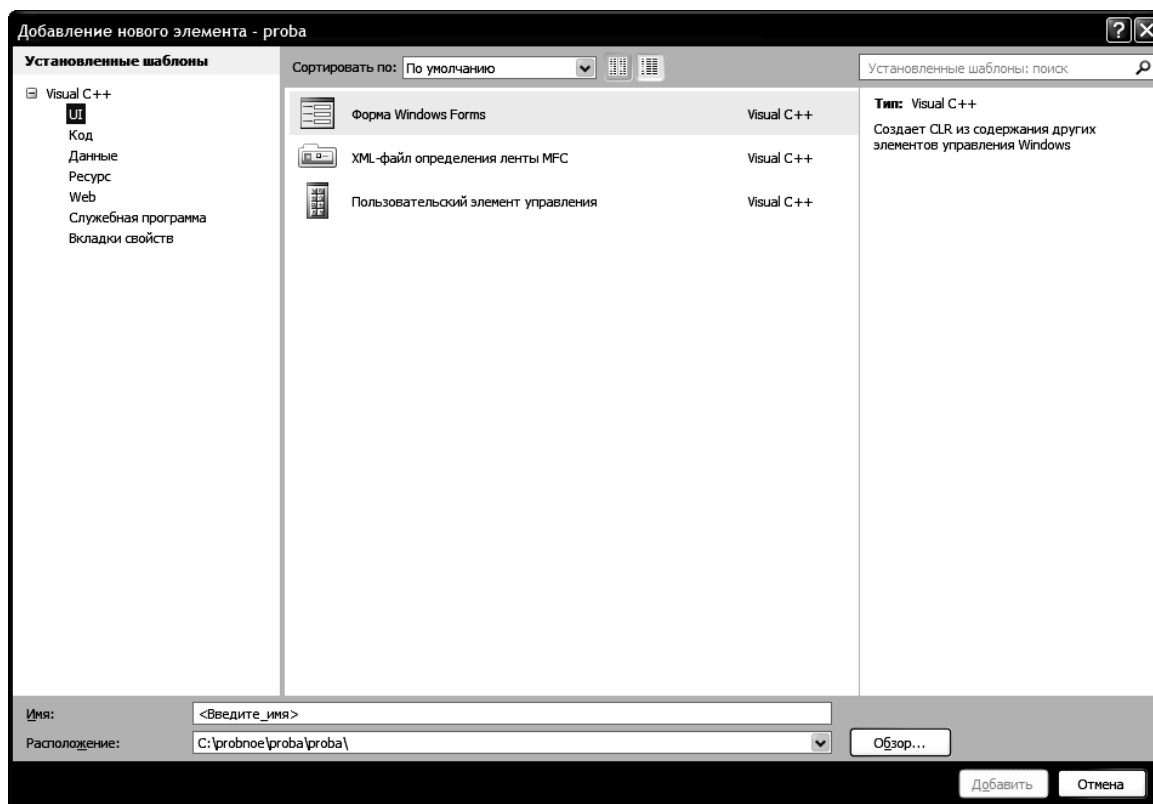 Добавление нового элемента - proba
Установленные шаблоны
Visual C++
UI
Код
Данные
Ресурс
Web
Служебная программа
Вкладки свойств
Сортировать по: По умолчанию
Форма Windows Forms Visual C++
XML-файл определения ленты MFC Visual C++
Пользовательский элемент управления Visual C++
Установленные шаблоны: поиск
Тип: Visual C++
Создает CLR из содержания других
элементов управления Windows
Имя: <Введите_имя>
Расположение: C:\probnoe\proba\proba\
Обзор...
Добавить Отмена